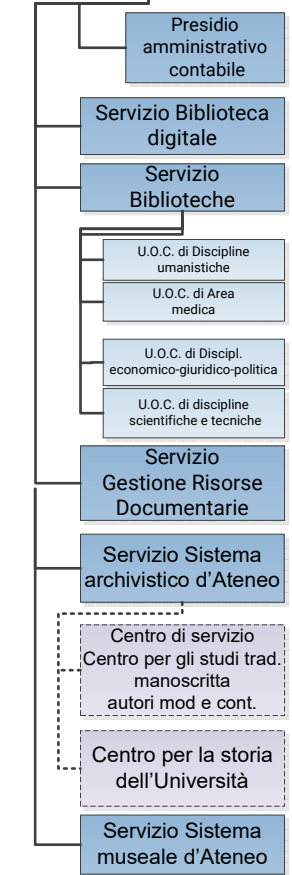 Presidio
amministrativo
contabile
Servizio Biblioteca
digitale
Servizio
Biblioteche
U.O.C. di Discipline
umanistiche
U.O.C. di Area
medica
U.O.C. di Discipl.
economico-giuridico-politica
U.O.C. di discipline
scientifiche e tecniche
Servizio
Gestione Risorse
Documentarie
Servizio Sistema
archivistico d'Ateneo
Centro di servizio
Centro per gli studi trad.
manoscritta
autori mod e cont.
Centro per la storia
dell'Università
Servizio Sistema
museale d'Ateneo